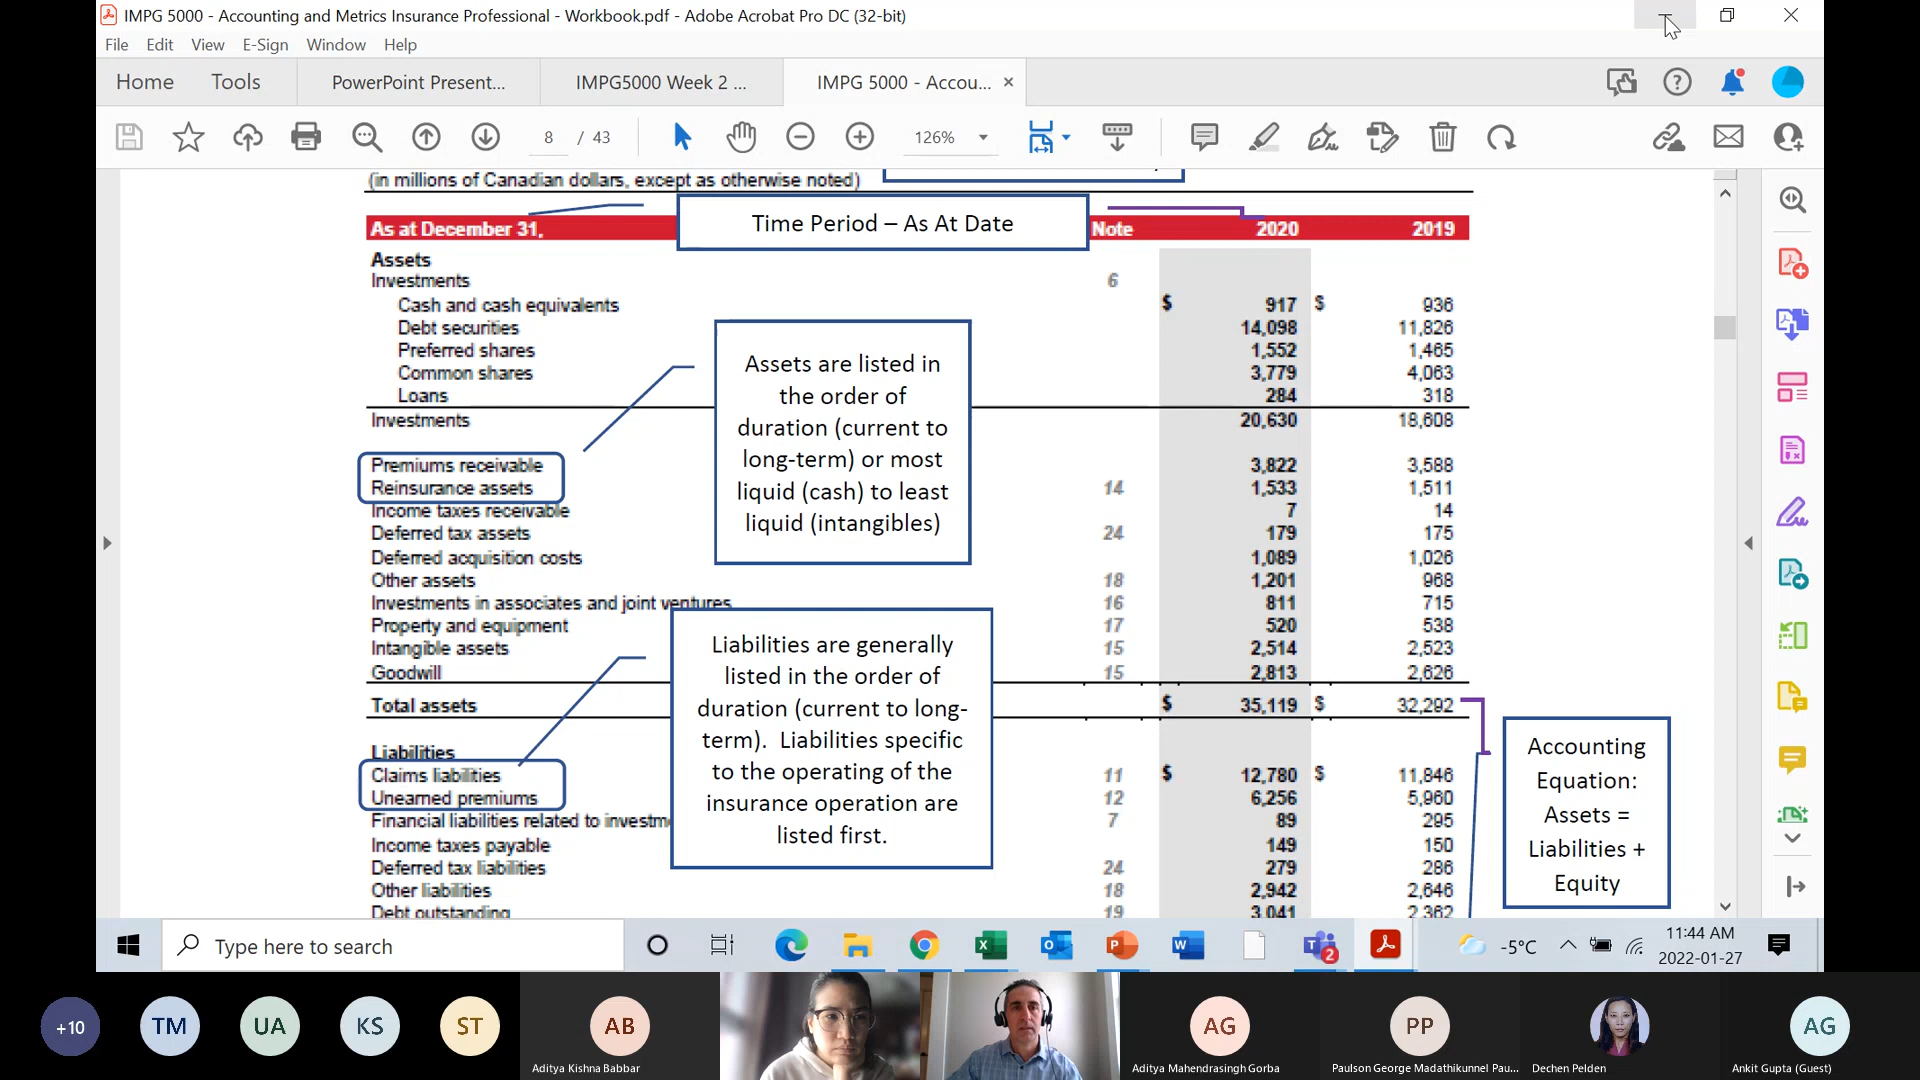 IMPG 5000 - Accounting and Metrics Insurance Professional - Workbook.pdf - Adobe Acrobat Pro DC (32-bit)
File Edit View E-Sign Window Help
Home Tools PowerPoint Present... IMPG5000 Week 2 ... IMPG 5000 - Accou... ×
8 / 43 126%
(in millions of Canadian dollars, except as otherwise noted)
Time Period – As At Date
As at December 31, Note 2020 2019
Assets
Investments 6
Cash and cash equivalents $ 917 $ 936
Debt securities 14,098 11,826
Preferred shares 1,552 1,465
Common shares 3,779 4,063
Loans 284 318
Investments 20,630 18,608
Assets are listed in
the order of
duration (current to
long-term) or most
liquid (cash) to least
liquid (intangibles)
Premiums receivable 3,822 3,588
Reinsurance assets 14 1,533 1,511
Income taxes receivable 7 14
Deferred tax assets 24 179 175
Deferred acquisition costs 1,089 1,026
Other assets 18 1,201 968
Investments in associates and joint ventures 16 811 715
Property and equipment 17 520 538
Intangible assets 15 2,514 2,523
Goodwill 15 2,813 2,626
Total assets $ 35,119 $ 32,292
Liabilities are generally
listed in the order of
duration (current to long-
term). Liabilities specific
to the operating of the
insurance operation are
listed first.
Liabilities
Claims liabilities 11 $ 12,780 $ 11,846
Unearned premiums 12 6,256 5,960
Financial liabilities related to investm 7 89 295
Income taxes payable 149 150
Deferred tax liabilities 24 279 286
Other liabilities 18 2,942 2,646
Debt outstanding 19 3,041 2,362
Accounting
Equation:
Assets =
Liabilities +
Equity
Type here to search
2
-5°C
11:44 AM
2022-01-27
+10 TM UA KS ST AB AG PP AG
Aditya Kishna Babbar Aditya Mahendrasingh Gorba Paulson George Madathikunnel Pau... Dechen Pelden Ankit Gupta (Guest)